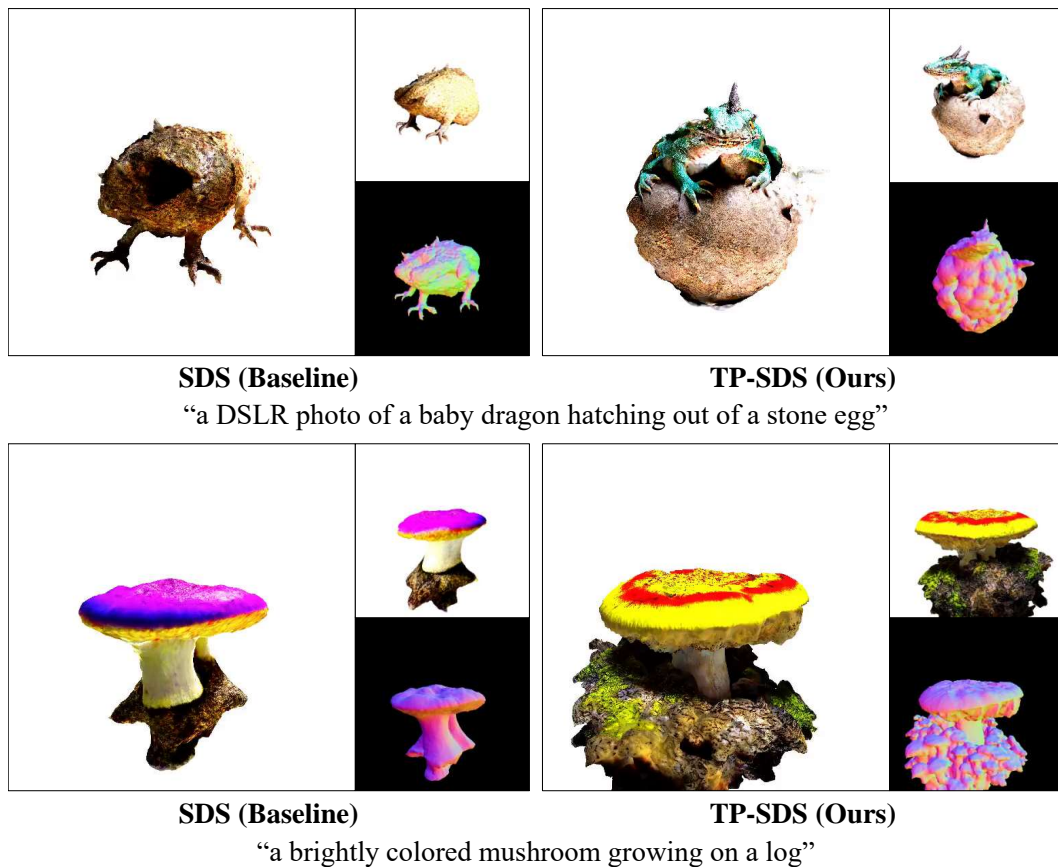 SDS (Baseline) TP-SDS (Ours)
“a DSLR photo of a baby dragon hatching out of a stone egg”
SDS (Baseline) TP-SDS (Ours)
“a brightly colored mushroom growing on a log”